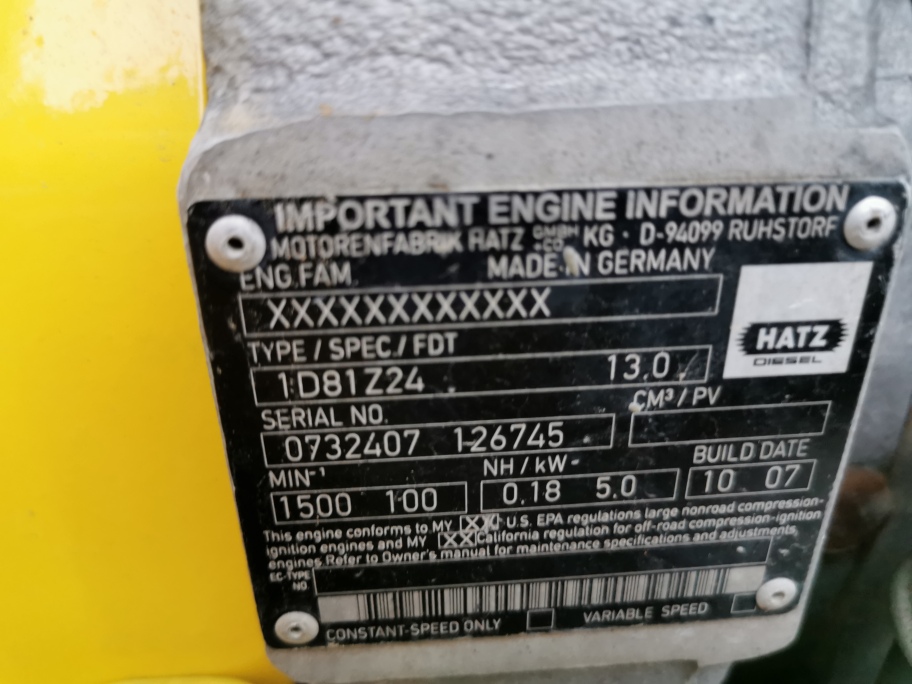 IMPORTANT ENGINE INFORMATION
MOTORENFABRIK HATZ GMBH +CO KG · D-94099 RUHSTORF
MADE IN GERMANY
ENG.FAM.
XXXXXXXXXXXX
TYPE / SPEC./ FDT
1D81Z24 13.0
HATZ
DIESEL
SERIAL NO. CM³ / PV
0732407 126745
MIN-¹ NH / kW BUILD DATE
1500 100 0.18 5.0 10 07
This engine conforms to MY XX U.S. EPA regulations large nonroad compression-
ignition engines and MY XX California regulation for off-road compression-ignition
engines. Refer to Owner's manual for maintenance specifications and adjustments.
EC-TYPE
NO.
CONSTANT-SPEED ONLY VARIABLE SPEED